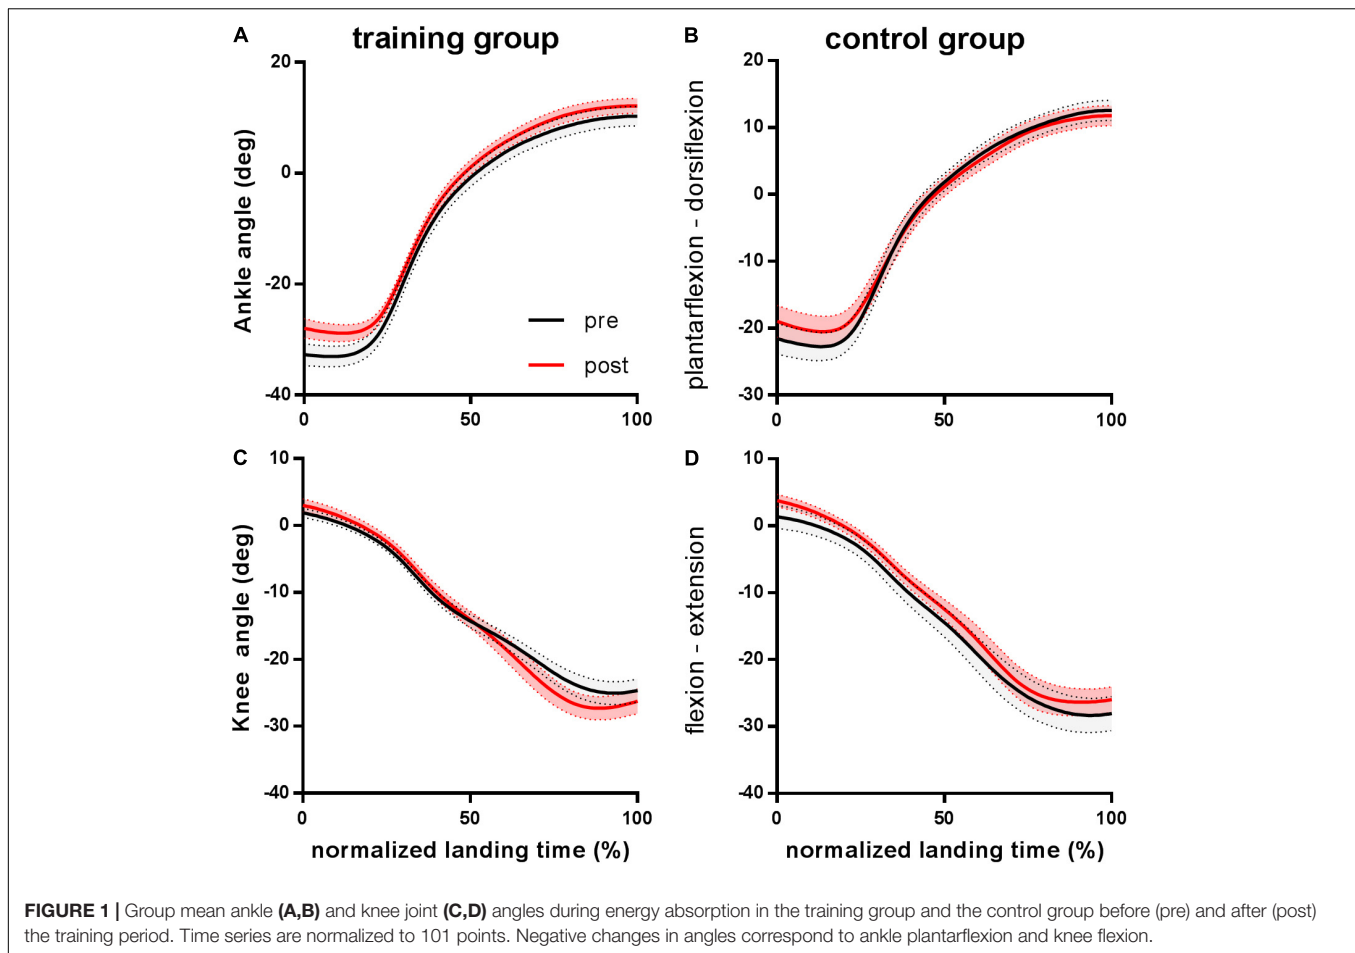 A training group
B control group
20
0
-20
-40
0 50 100
Ankle angle (deg)
pre
post
20
10
0
-10
-20
-30
0 50 100
plantarflexion - dorsiflexion
C
10
0
-10
-20
-30
-40
0 50 100
Knee angle (deg)
normalized landing time (%)
D
10
0
-10
-20
-30
-40
0 50 100
flexion - extension
normalized landing time (%)
FIGURE 1 | Group mean ankle (A,B) and knee joint (C,D) angles during energy absorption in the training group and the control group before (pre) and after (post)
the training period. Time series are normalized to 101 points. Negative changes in angles correspond to ankle plantarflexion and knee flexion.